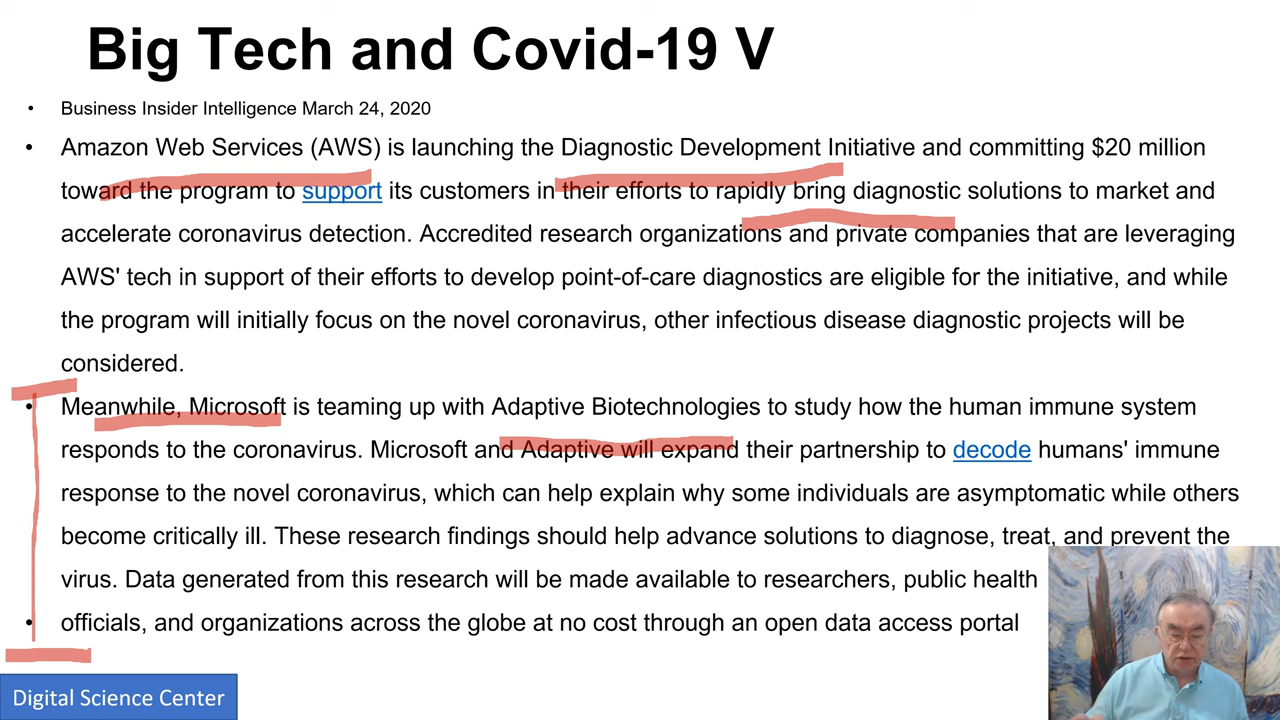 Big Tech and Covid-19 V
• Business Insider Intelligence March 24, 2020
• Amazon Web Services (AWS) is launching the Diagnostic Development Initiative and committing $20 million
toward the program to support its customers in their efforts to rapidly bring diagnostic solutions to market and
accelerate coronavirus detection. Accredited research organizations and private companies that are leveraging
AWS' tech in support of their efforts to develop point-of-care diagnostics are eligible for the initiative, and while
the program will initially focus on the novel coronavirus, other infectious disease diagnostic projects will be
considered.
• Meanwhile, Microsoft is teaming up with Adaptive Biotechnologies to study how the human immune system
responds to the coronavirus. Microsoft and Adaptive will expand their partnership to decode humans' immune
response to the novel coronavirus, which can help explain why some individuals are asymptomatic while others
become critically ill. These research findings should help advance solutions to diagnose, treat, and prevent the
virus. Data generated from this research will be made available to researchers, public health
• officials, and organizations across the globe at no cost through an open data access portal
Digital Science Center